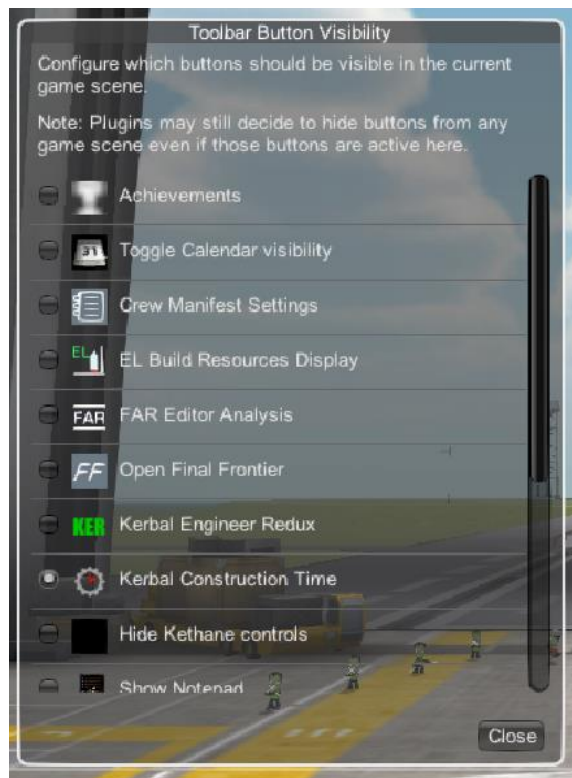 Toolbar Button Visibility
Configure which buttons should be visible in the current
game scene.
Note: Plugins may still decide to hide buttons from any
game scene even if those buttons are active here.
Achievements
31 Toggle Calendar visibility
Crew Manifest Settings
EL EL Build Resources Display
FAR FAR Editor Analysis
FF Open Final Frontier
KER Kerbal Engineer Redux
Kerbal Construction Time
Hide Kethane controls
Show Notepad
Close